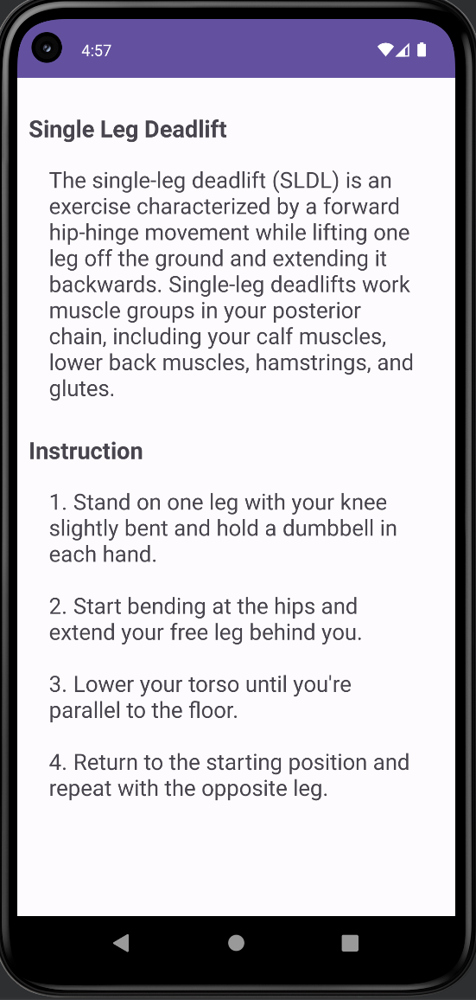 4:57
Single Leg Deadlift
The single-leg deadlift (SLDL) is an
exercise characterized by a forward
hip-hinge movement while lifting one
leg off the ground and extending it
backwards. Single-leg deadlifts work
muscle groups in your posterior
chain, including your calf muscles,
lower back muscles, hamstrings, and
glutes.
Instruction
1. Stand on one leg with your knee
slightly bent and hold a dumbbell in
each hand.
2. Start bending at the hips and
extend your free leg behind you.
3. Lower your torso until you're
parallel to the floor.
4. Return to the starting position and
repeat with the opposite leg.